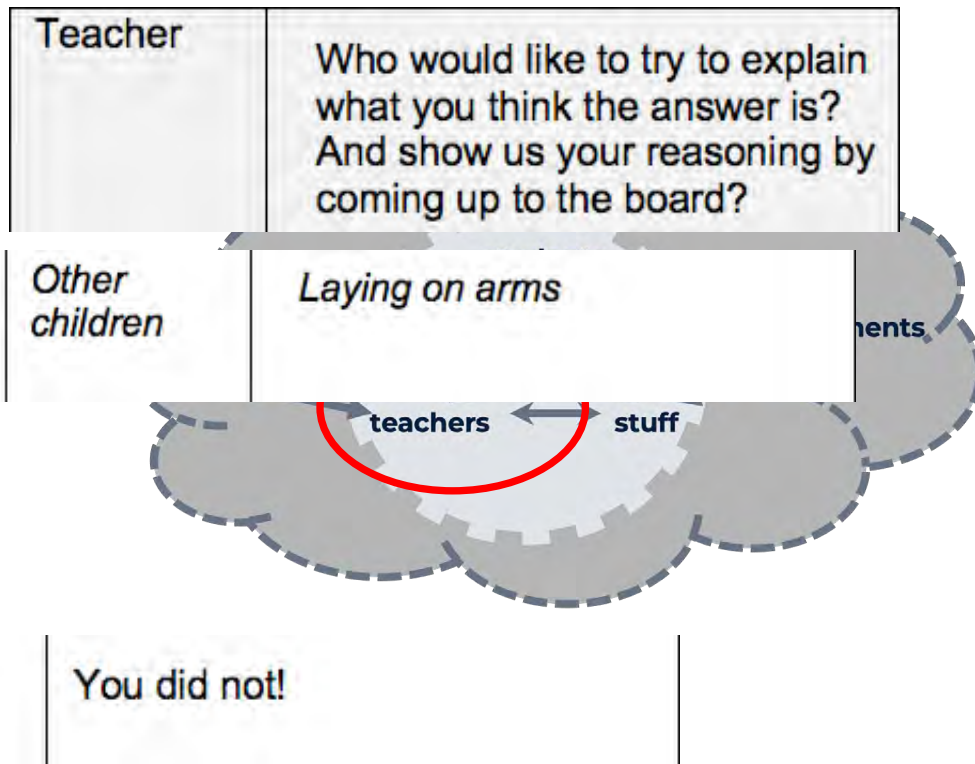 Teacher
Who would like to try to explain
what you think the answer is?
And show us your reasoning by
coming up to the board?
Other
children
Laying on arms
teachers
stuff
You did not!